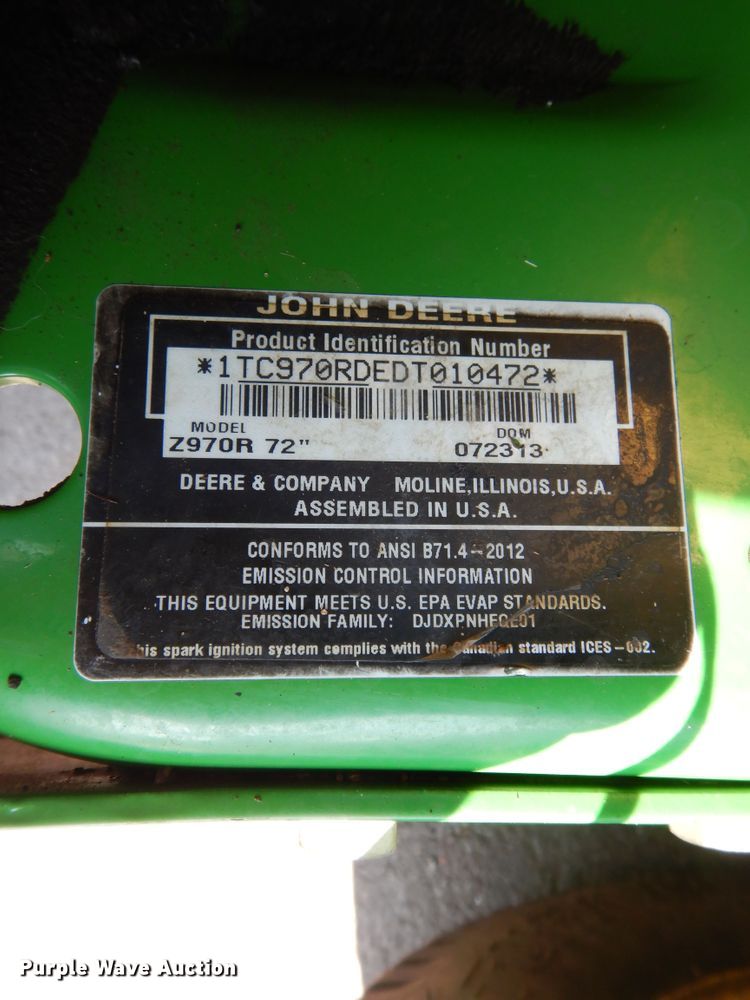 JOHN DEERE
Product Identification Number
*1TC970RDEDT010472*
MODEL DOM
Z970R 72" 072313
DEERE & COMPANY MOLINE, ILLINOIS, U.S.A.
ASSEMBLED IN U.S.A.
CONFORMS TO ANSI B71.4-2012
EMISSION CONTROL INFORMATION
THIS EQUIPMENT MEETS U.S. EPA EVAP STANDARDS.
EMISSION FAMILY:
his spark ignition system complies with the Canadian standard ICES-002.
Purple Wave Auction